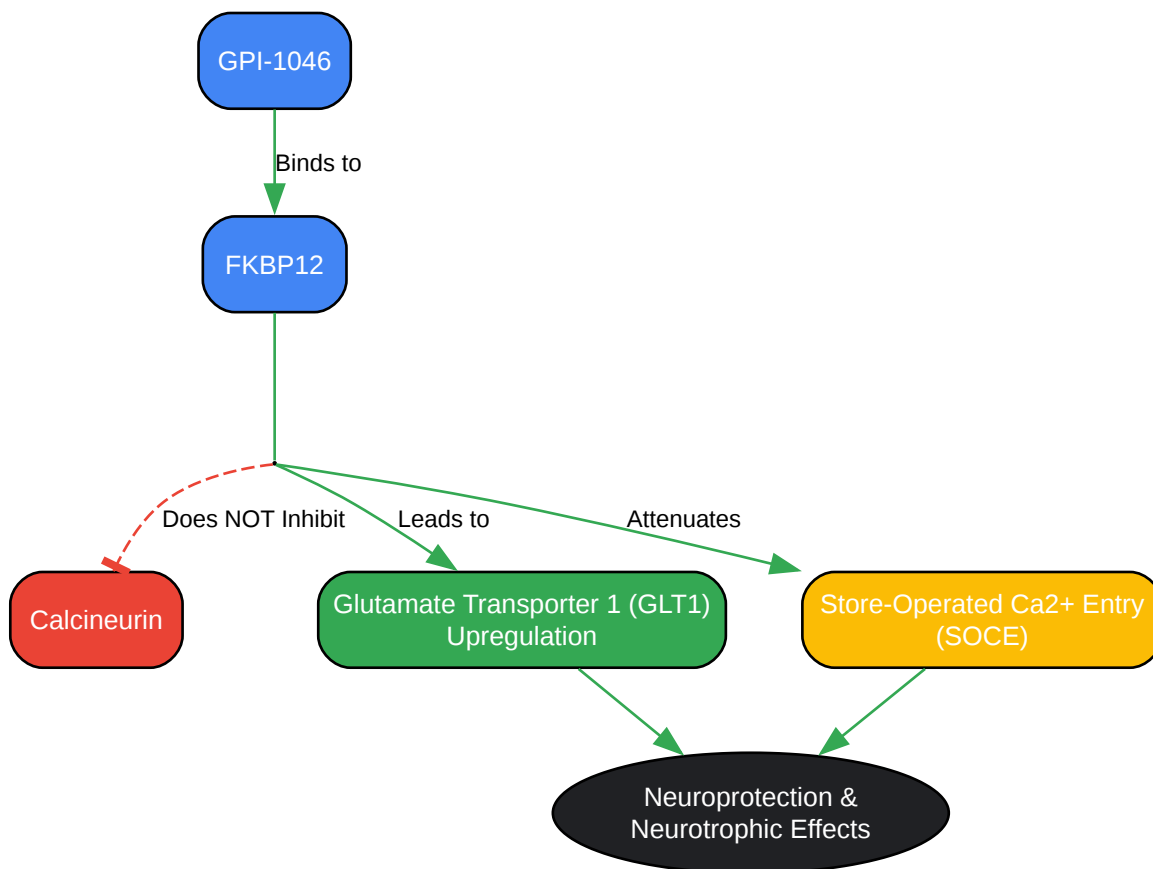 GPI-1046
Binds to
FKBP12
Does NOT Inhibit
Leads to
Attenuates
Calcineurin
Glutamate Transporter 1 (GLT1)
Upregulation
Store-Operated Ca2+ Entry
(SOCE)
Neuroprotection &
Neurotrophic Effects